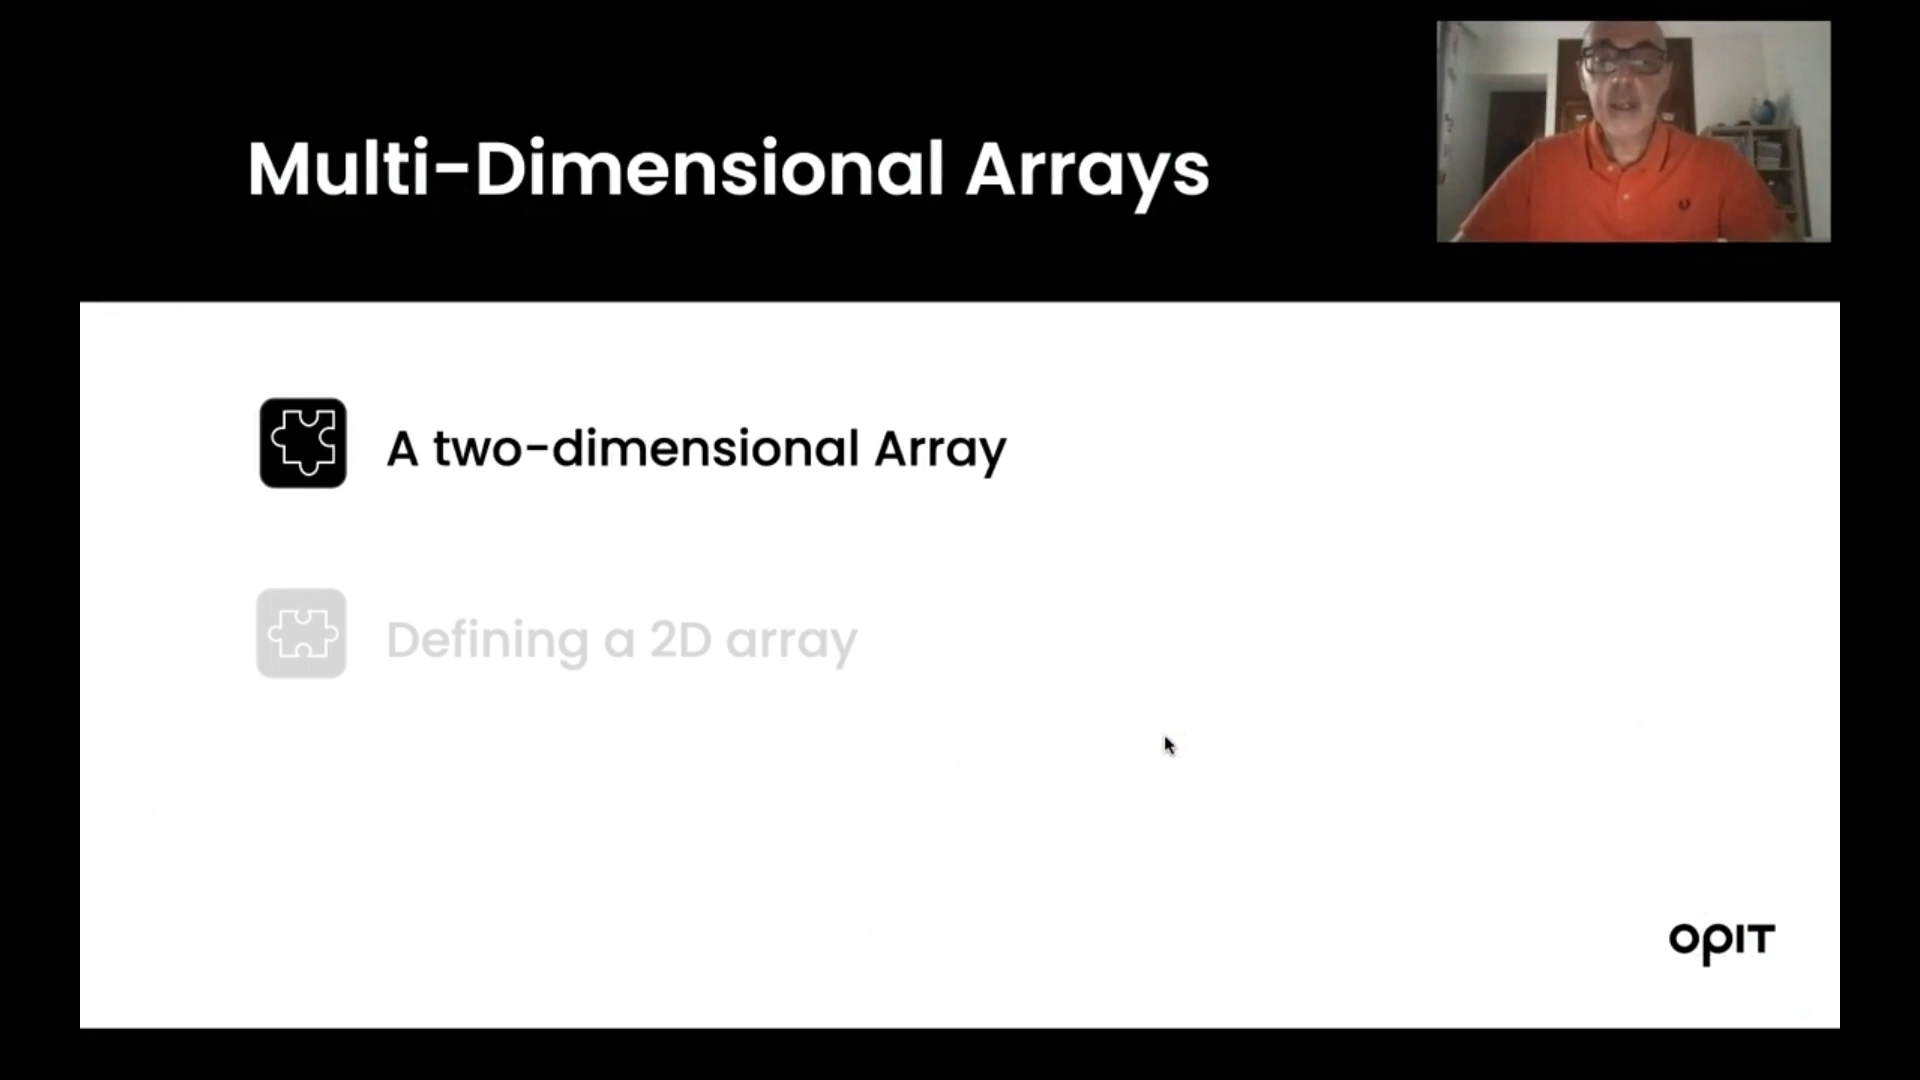 Multi-Dimensional Arrays
A two-dimensional Array
Defining a 2D array
opIT